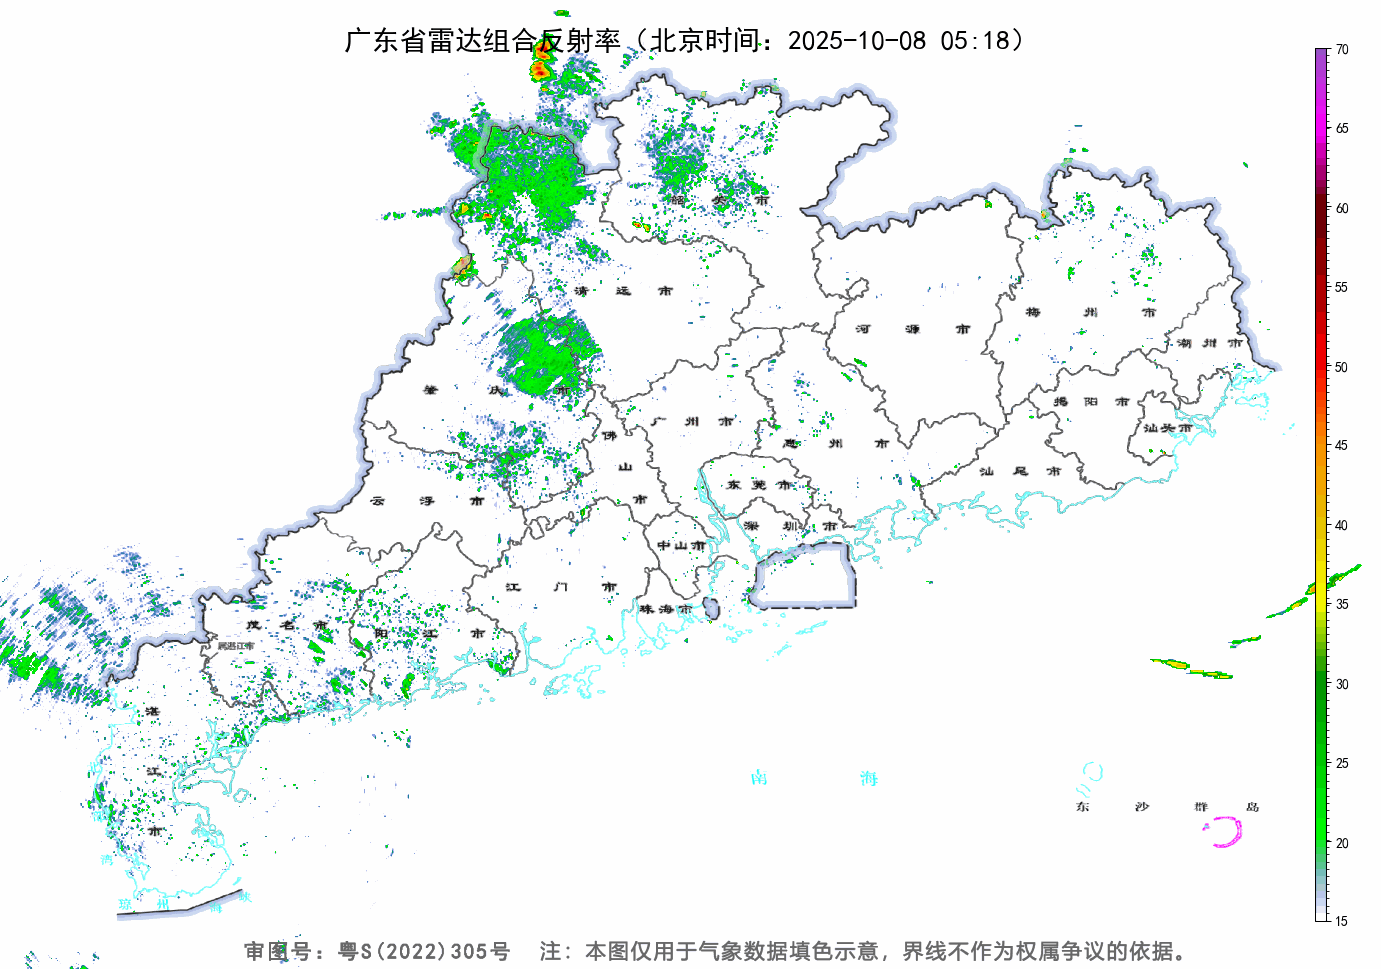 广东省雷达组合反射率（北京时间：2025-10-08 05:18）
70
65
60
55
50
45
40
35
30
25
20
15
韶关市
清远市
河源市
梅州市
潮州市
肇庆市
广州市
佛山市
惠州市
揭阳市
汕头市
汕尾市
云浮市
东莞市
深圳市
中山市
江门市
珠海市
茂名市
属湛江市
阳江市
湛江市
南海
东沙群岛
湾
琼州海峡
审图号：粤S(2022)305号 注：本图仅用于气象数据填色示意，界线不作为权属争议的依据。